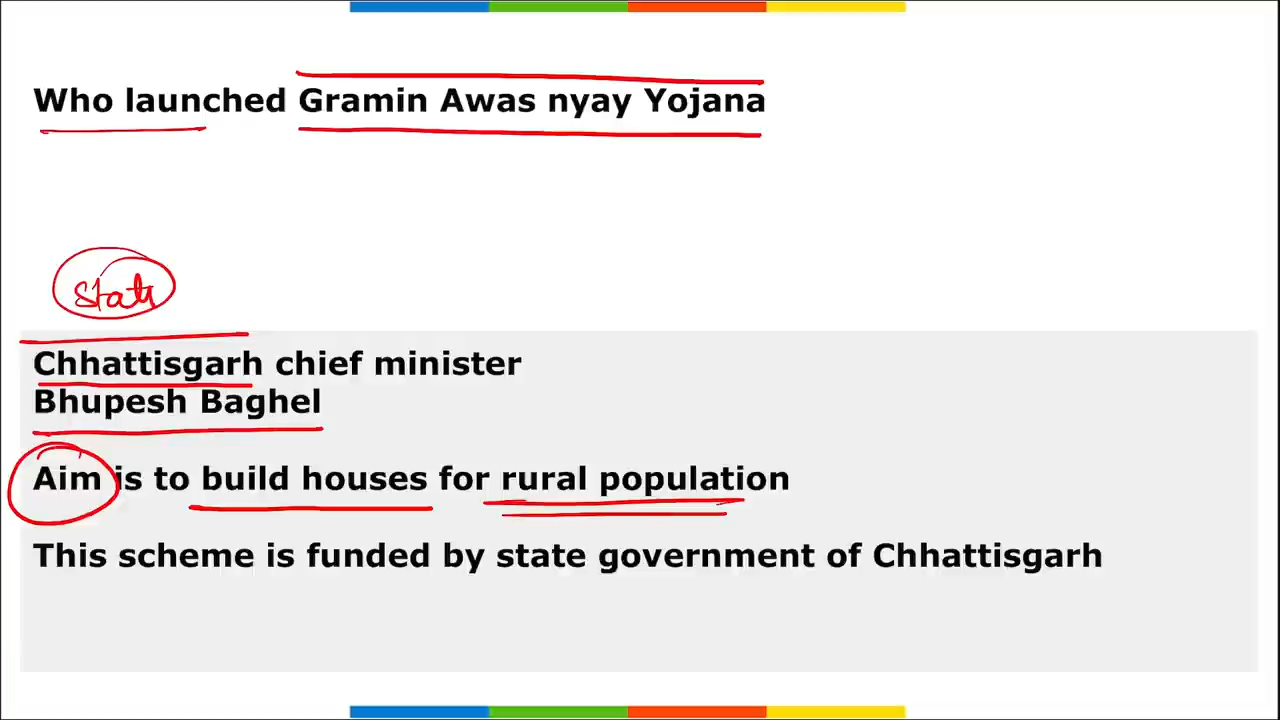 Who launched Gramin Awas nyay Yojana
State
Chhattisgarh chief minister
Bhupesh Baghel
Aim is to build houses for rural population
This scheme is funded by state government of Chhattisgarh